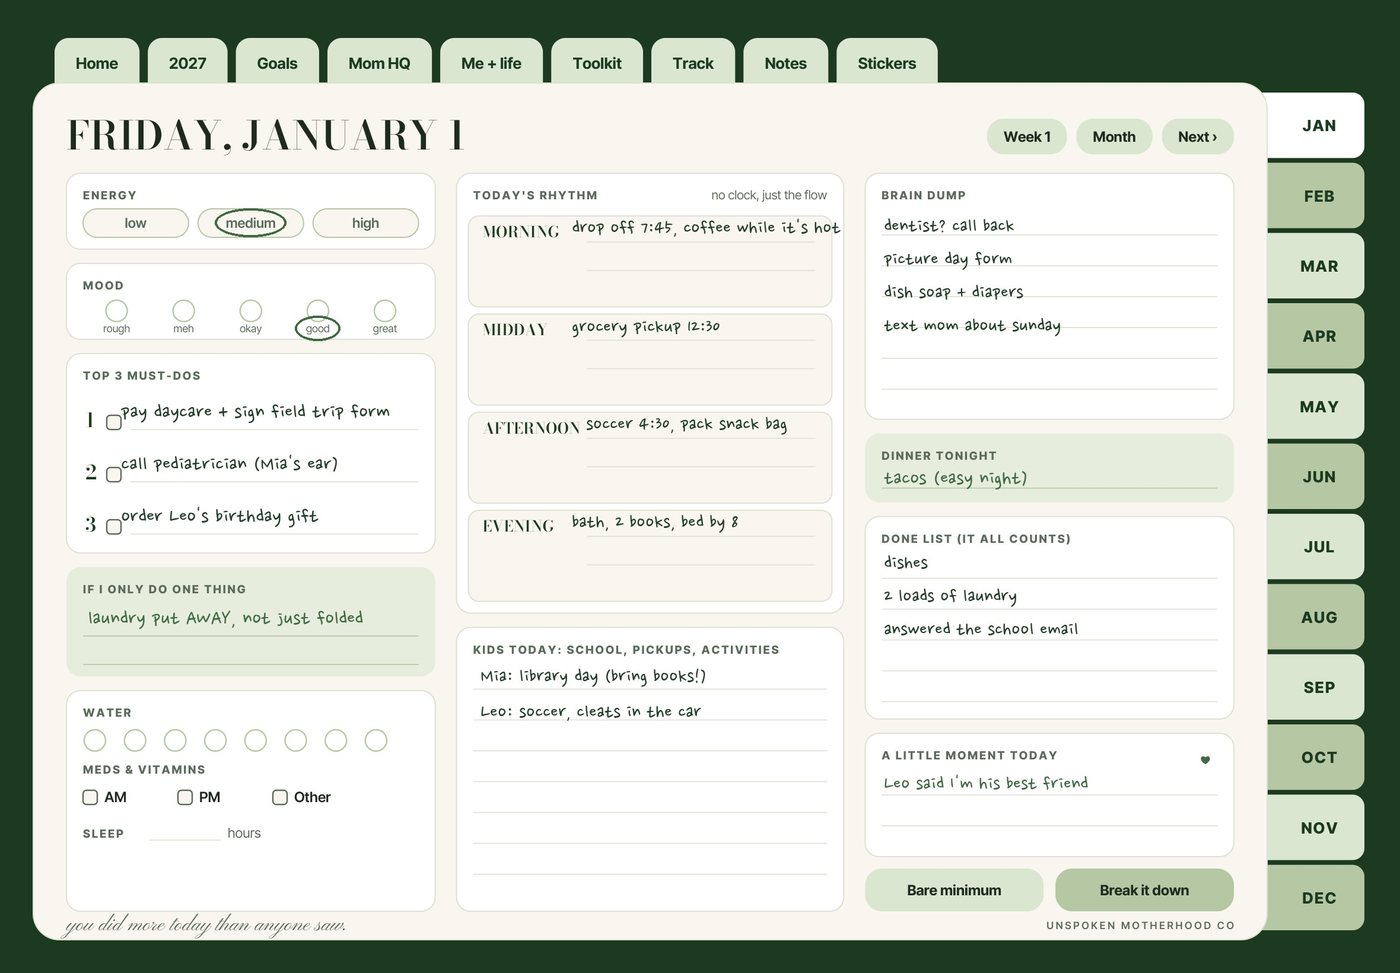 Home
2027
Goals
Mom HQ
Me + life
Toolkit
Track
Notes
Stickers
FRIDAY, JANUARY 1
Week 1
Month
Next ›
ENERGY
low
medium
high
MOOD
rough
meh
okay
good
great
TOP 3 MUST-DOS
1 pay daycare + sign field trip form
2 call pediatrician (Mia's ear)
3 order Leo's birthday gift
IF I ONLY DO ONE THING
laundry put AWAY, not just folded
WATER
MEDS & VITAMINS
AM
PM
Other
SLEEP hours
you did more today than anyone saw.
TODAY'S RHYTHM
no clock, just the flow
MORNING drop off 7:45, coffee while it's hot
MIDDAY grocery pickup 12:30
AFTERNOON soccer 4:30, pack snack bag
EVENING bath, 2 books, bed by 8
KIDS TODAY: SCHOOL, PICKUPS, ACTIVITIES
Mia: library day (bring books!)
Leo: soccer, cleats in the car
BRAIN DUMP
dentist? call back
picture day form
dish soap + diapers
text mom about sunday
DINNER TONIGHT
tacos (easy night)
DONE LIST (IT ALL COUNTS)
dishes
2 loads of laundry
answered the school email
A LITTLE MOMENT TODAY
Leo said I'm his best friend
Bare minimum
Break it down
UNSPOKEN MOTHERHOOD CO
JAN
FEB
MAR
APR
MAY
JUN
JUL
AUG
SEP
OCT
NOV
DEC